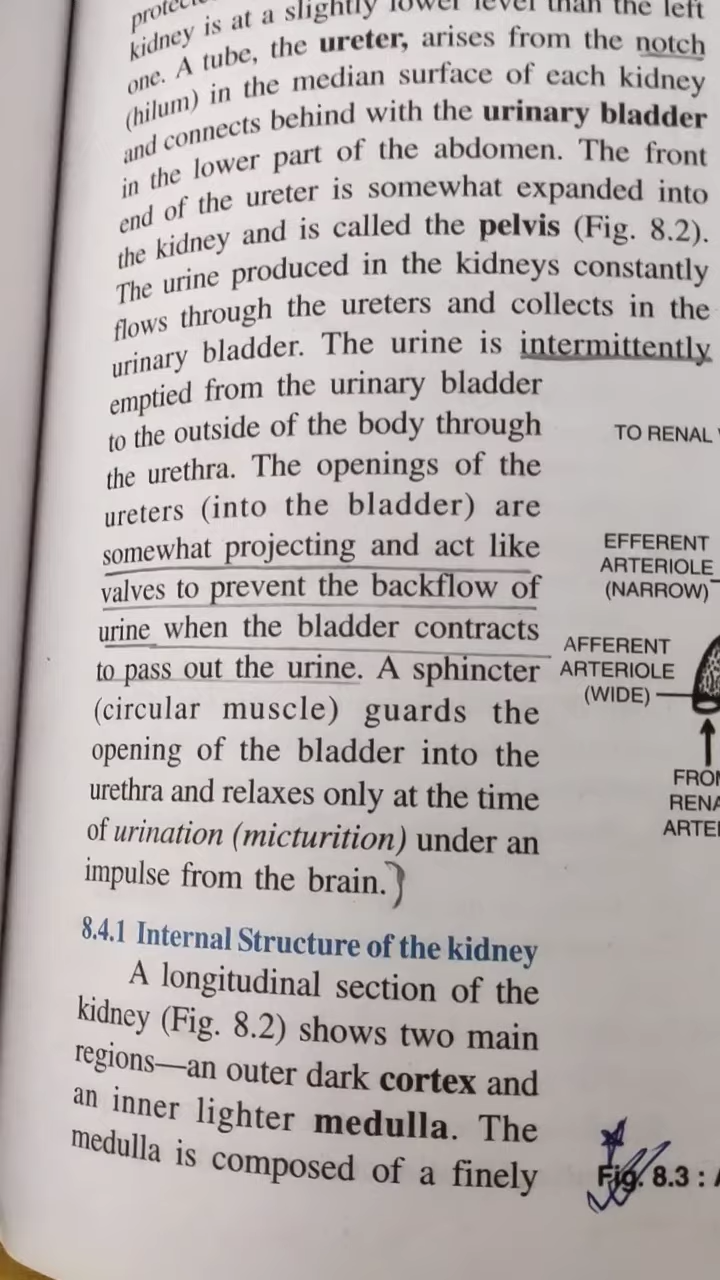 kidney is at a slightly lower level than the left
one. A tube, the ureter, arises from the notch
(hilum) in the median surface of each kidney
and connects behind with the urinary bladder
in the lower part of the abdomen. The front
end of the ureter is somewhat expanded into
the kidney and is called the pelvis (Fig. 8.2).
The urine produced in the kidneys constantly
flows through the ureters and collects in the
urinary bladder. The urine is intermittently
emptied from the urinary bladder
to the outside of the body through
the urethra. The openings of the
ureters (into the bladder) are
somewhat projecting and act like
valves to prevent the backflow of
urine when the bladder contracts
to pass out the urine. A sphincter
(circular muscle) guards the
opening of the bladder into the
urethra and relaxes only at the time
of urination (micturition) under an
impulse from the brain.
8.4.1 Internal Structure of the kidney
A longitudinal section of the
kidney (Fig. 8.2) shows two main
regions—an outer dark cortex and
an inner lighter medulla. The
medulla is composed of a finely
TO RENAL
EFFERENT
ARTERIOLE
(NARROW)
AFFERENT
ARTERIOLE
(WIDE)
Fig. 8.3 :